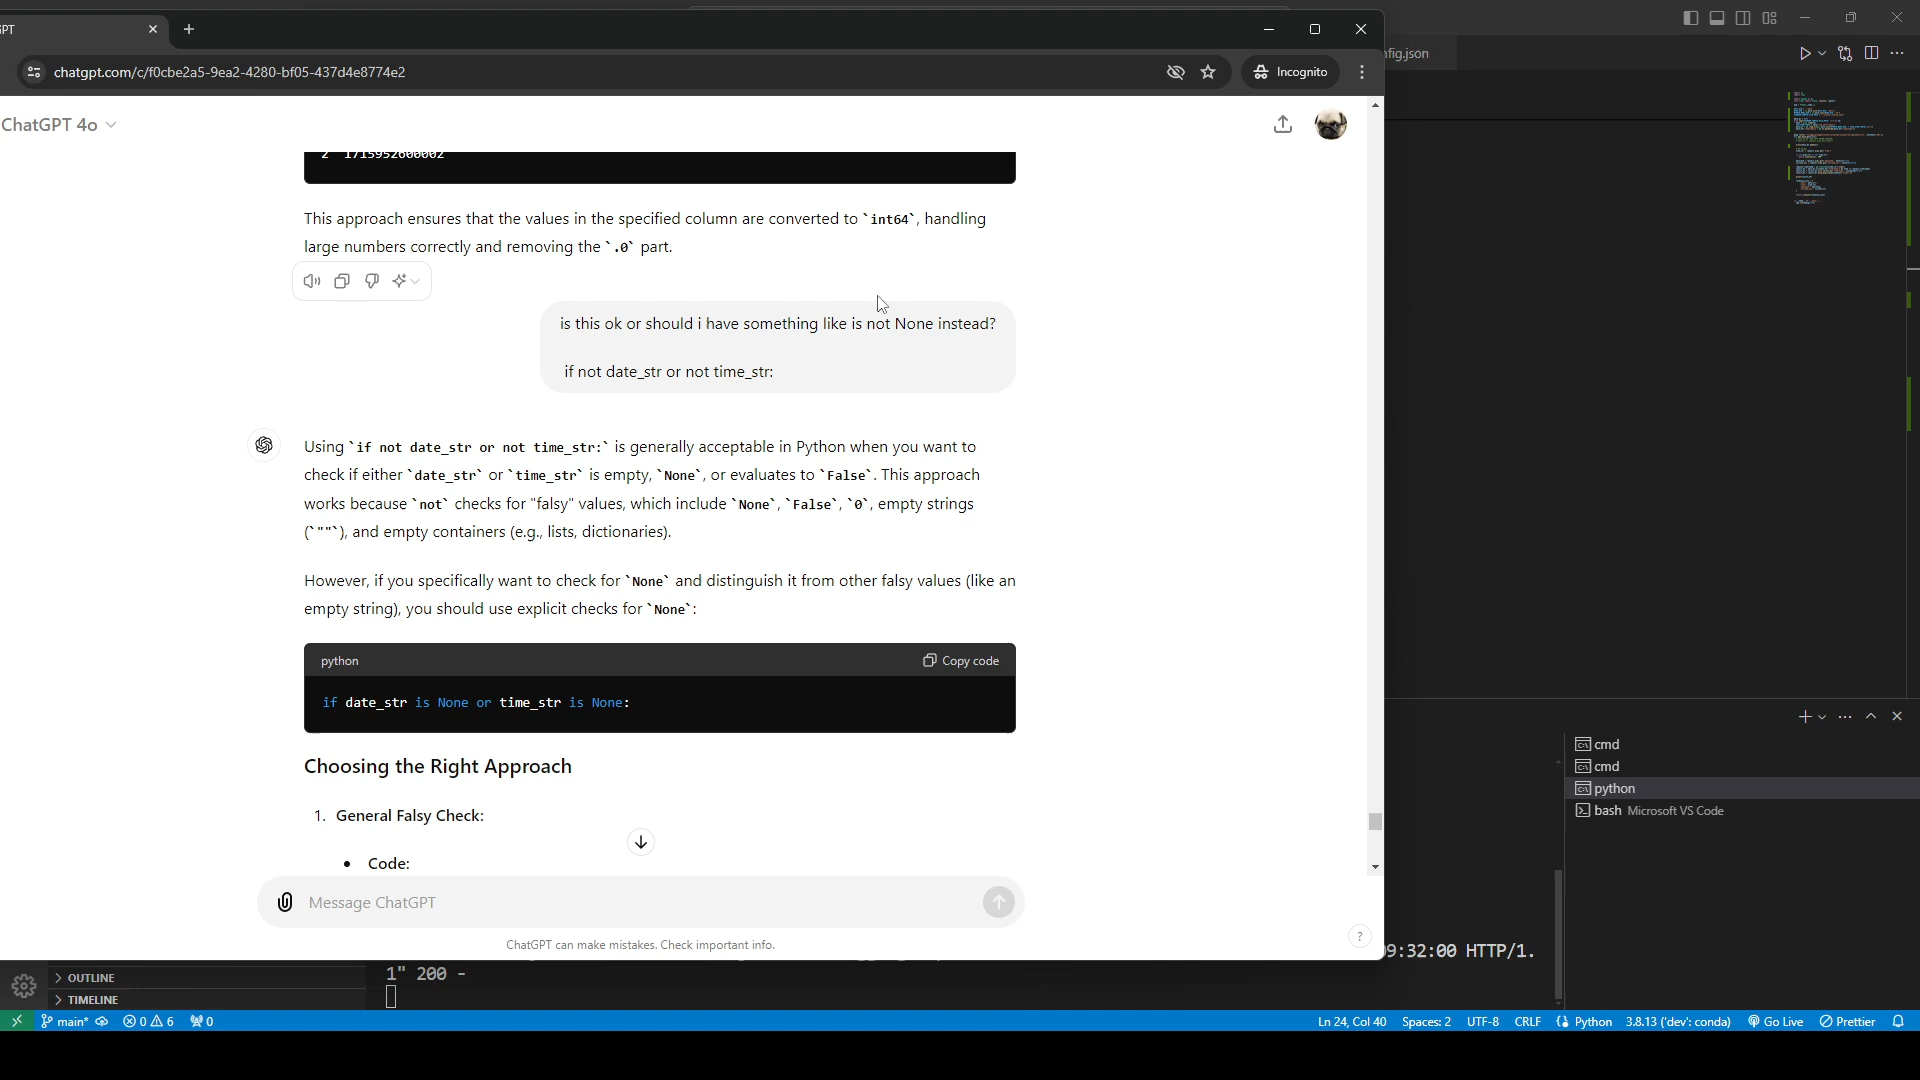 GPT
fig.json
chatgpt.com/c/f0cbe2a5-9ea2-4280-bf05-437d4e8774e2
Incognito
ChatGPT 4o
2 1715952600002
This approach ensures that the values in the specified column are converted to `int64`, handling
large numbers correctly and removing the `.0` part.
is this ok or should i have something like is not None instead?
if not date_str or not time_str:
Using `if not date_str or not time_str:` is generally acceptable in Python when you want to
check if either `date_str` or `time_str` is empty, `None`, or evaluates to `False`. This approach
works because `not` checks for "falsy" values, which include `None`, `False`, `0`, empty strings
(`""`), and empty containers (e.g., lists, dictionaries).
However, if you specifically want to check for `None` and distinguish it from other falsy values (like an
empty string), you should use explicit checks for `None`:
python
Copy code
if date_str is None or time_str is None:
Choosing the Right Approach
1. General Falsy Check:
• Code:
Message ChatGPT
ChatGPT can make mistakes. Check important info.
?
cmd
cmd
python
bash Microsoft VS Code
9:32:00 HTTP/1.
1" 200 -
OUTLINE
TIMELINE
main* 0 6 0
Ln 24, Col 40 Spaces: 2 UTF-8 CRLF Python 3.8.13 ('dev': conda) Go Live Prettier